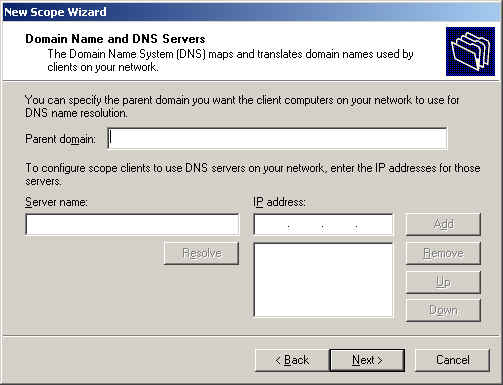 New Scope Wizard
Domain Name and DNS Servers
The Domain Name System (DNS) maps and translates domain names used by
clients on your network.
You can specify the parent domain you want the client computers on your network to use for
DNS name resolution.
Parent domain:
To configure scope clients to use DNS servers on your network, enter the IP addresses for those
servers.
Server name: IP address:
. . . Add
Resolve Remove
Up
Down
< Back Next > Cancel